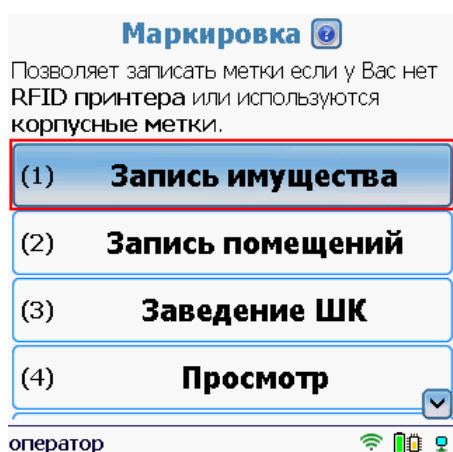 Маркировка
Позволяет записать метки если у Вас нет
RFID принтера или используются
корпусные метки.
(1) Запись имущества
(2) Запись помещений
(3) Заведение ШК
(4) Просмотр
оператор